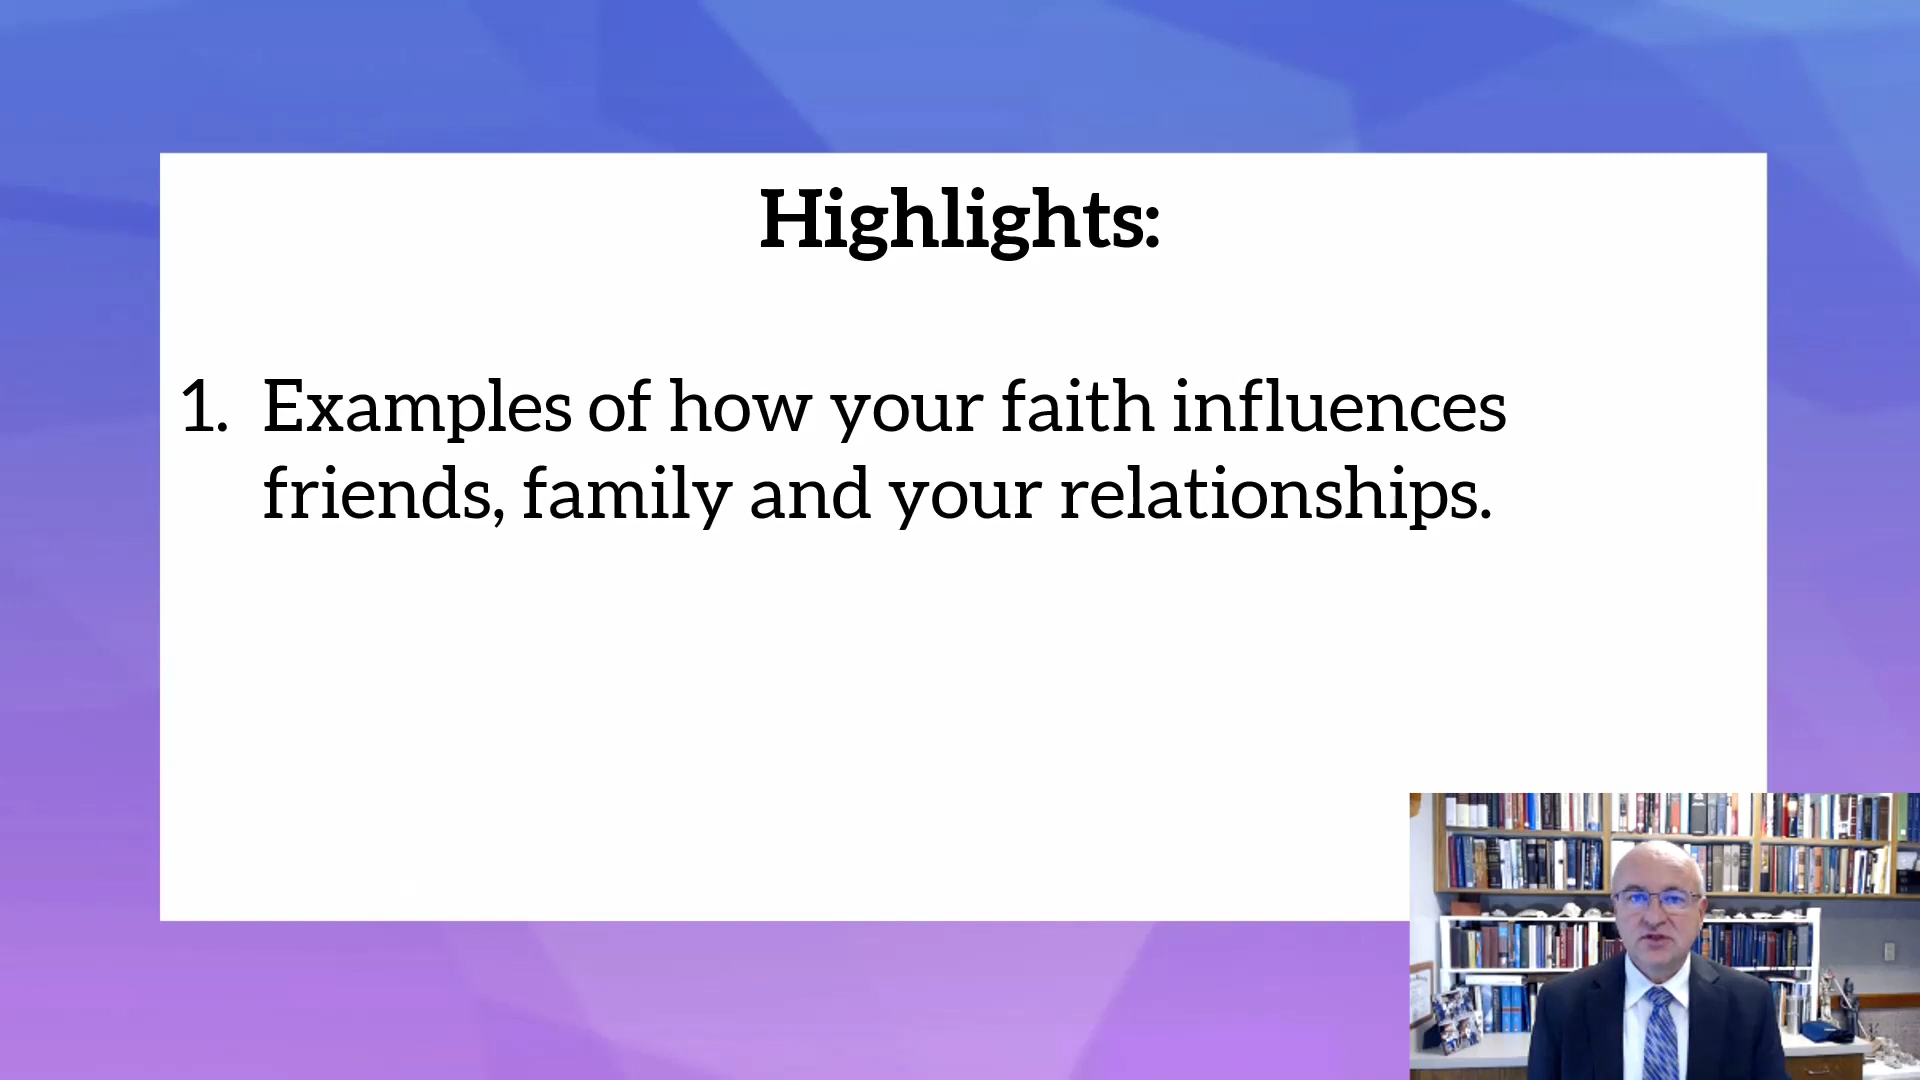 Highlights:
1. Examples of how your faith influences
friends, family and your relationships.